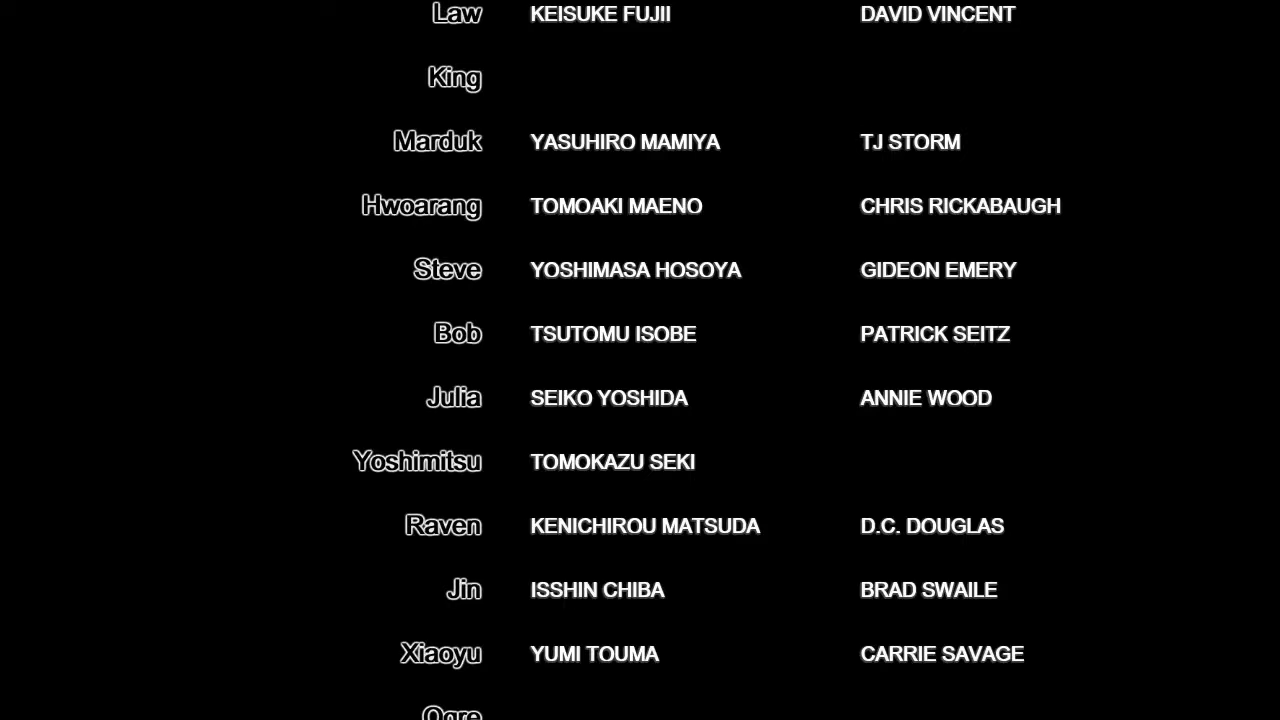 Law KEISUKE FUJII DAVID VINCENT
King
Marduk YASUHIRO MAMIYA TJ STORM
Hwoarang TOMOAKI MAENO CHRIS RICKABAUGH
Steve YOSHIMASA HOSOYA GIDEON EMERY
Bob TSUTOMU ISOBE PATRICK SEITZ
Julia SEIKO YOSHIDA ANNIE WOOD
Yoshimitsu TOMOKAZU SEKI
Raven KENICHIROU MATSUDA D.C. DOUGLAS
Jin ISSHIN CHIBA BRAD SWAILE
Xiaoyu YUMI TOUMA CARRIE SAVAGE
Ogre